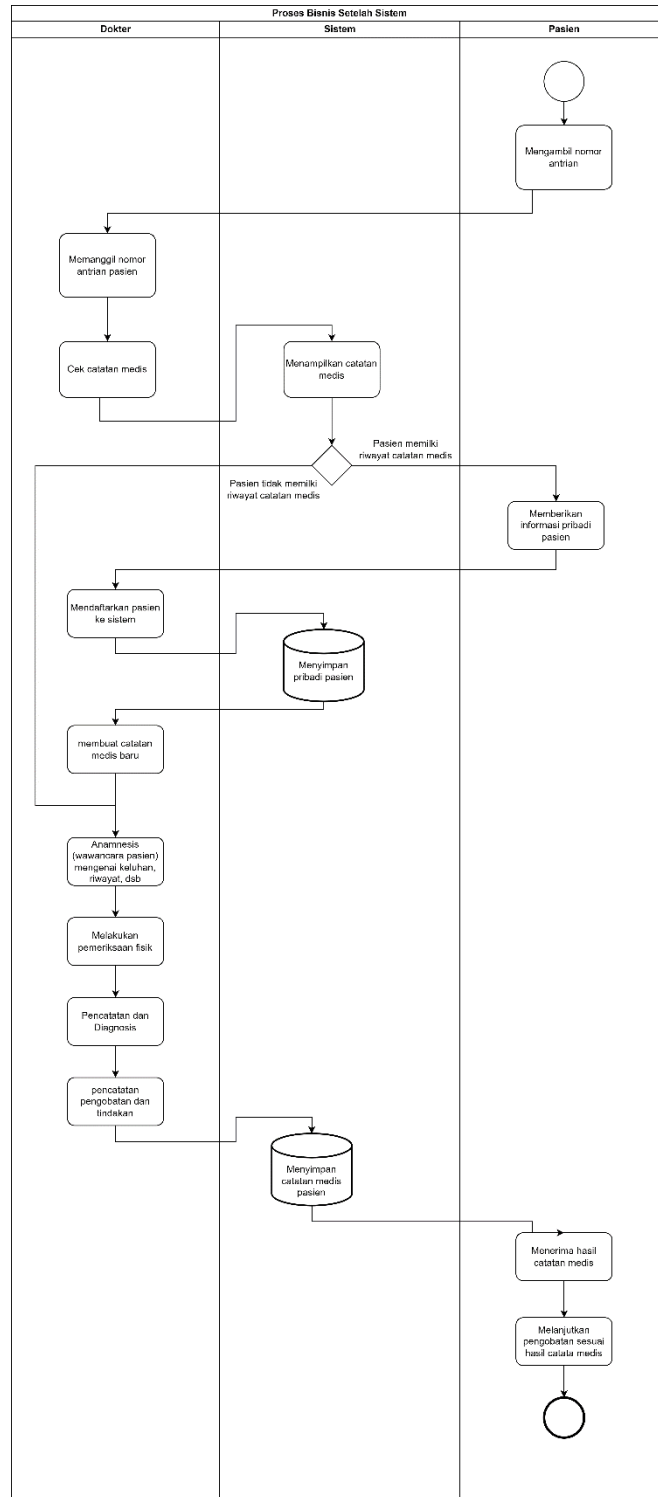 Proses Bisnis Setelah Sistem
Dokter
Sistem
Pasien
Mengambil nomor
antrian
Memanggil nomor
antrian pasien
Cek catatan medis
Menampilkan catatan
medis
Pasien memilki
riwayat catatan medis
Pasien tidak memilki
riwayat catatan medis
Memberikan
informasi pribadi
pasien
Mendaftarkan pasien
ke sistem
Menyimpan
pribadi pasien
membuat catatan
medis baru
Anamnesis
(wawancara pasien)
mengenai keluhan,
riwayat, dsb
Melakukan
pemeriksaan fisik
Pencatatan dan
Diagnosis
pencatatan
pengobatan dan
tindakan
Menyimpan
catatan medis
pasien
Menerima hasil
catatan medis
Melanjutkan
pengobatan sesuai
hasil catata medis